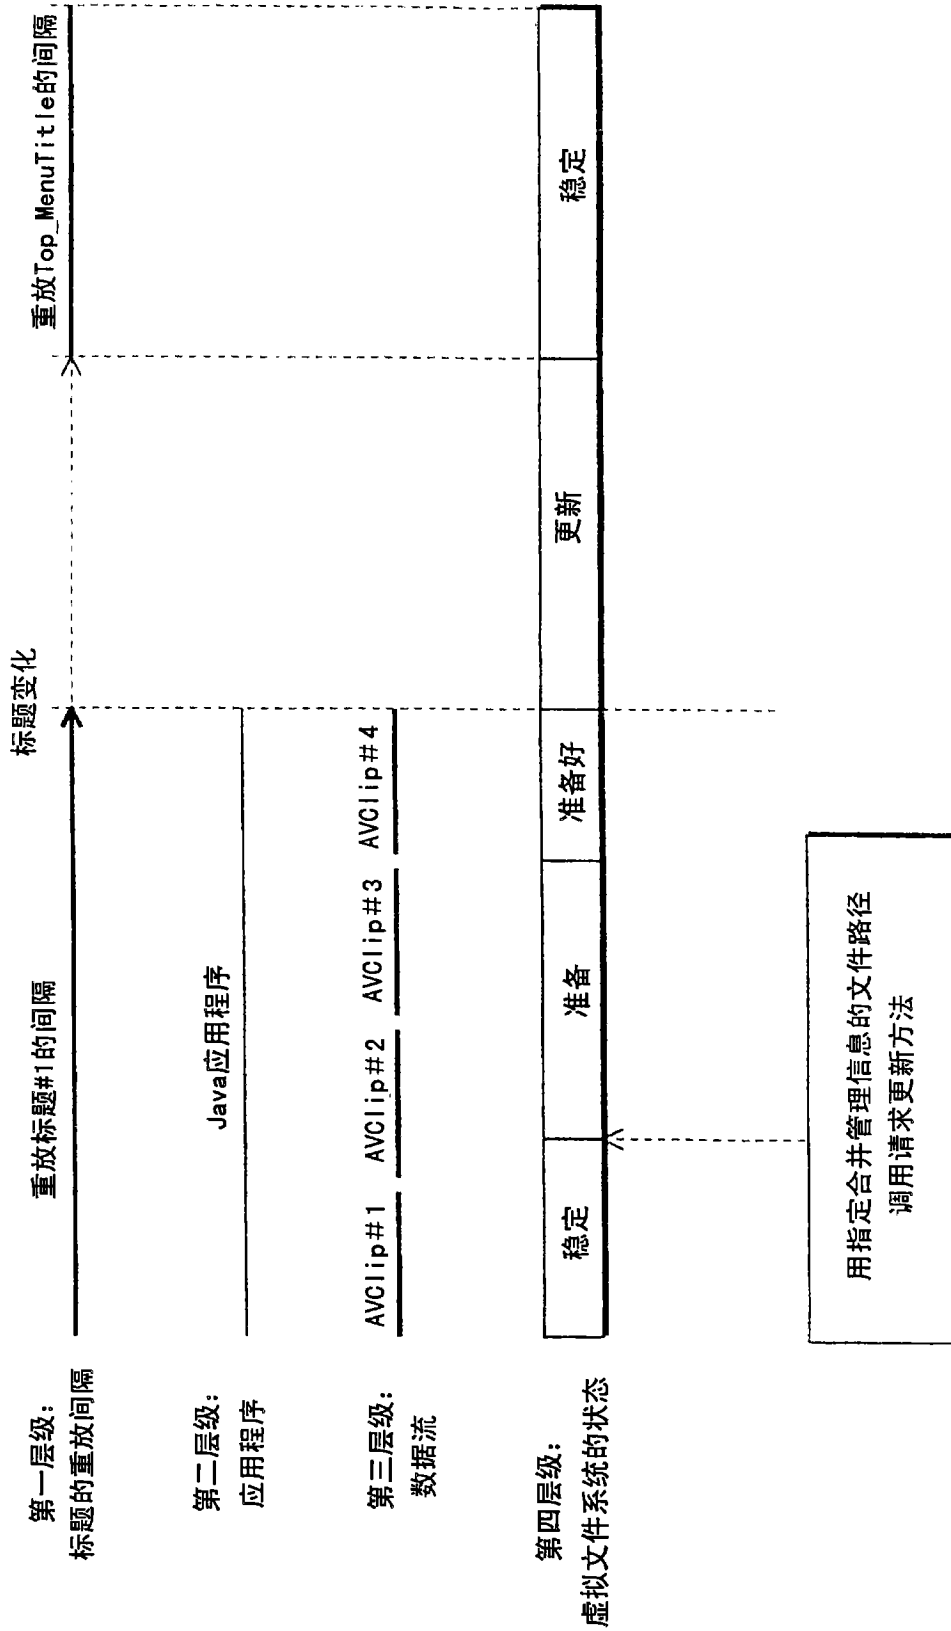 标题变化
重放标题#1的间隔
重放Top_MenuTitle的间隔
第一层级：
标题的重放间隔
Java应用程序
第二层级：
应用程序
AVClip#1
AVClip#2
AVClip#3
AVClip#4
第三层级：
数据流
第四层级：
虚拟文件系统的状态
稳定
准备
准备好
更新
稳定
用指定合并管理信息的文件路径
调用请求更新方法